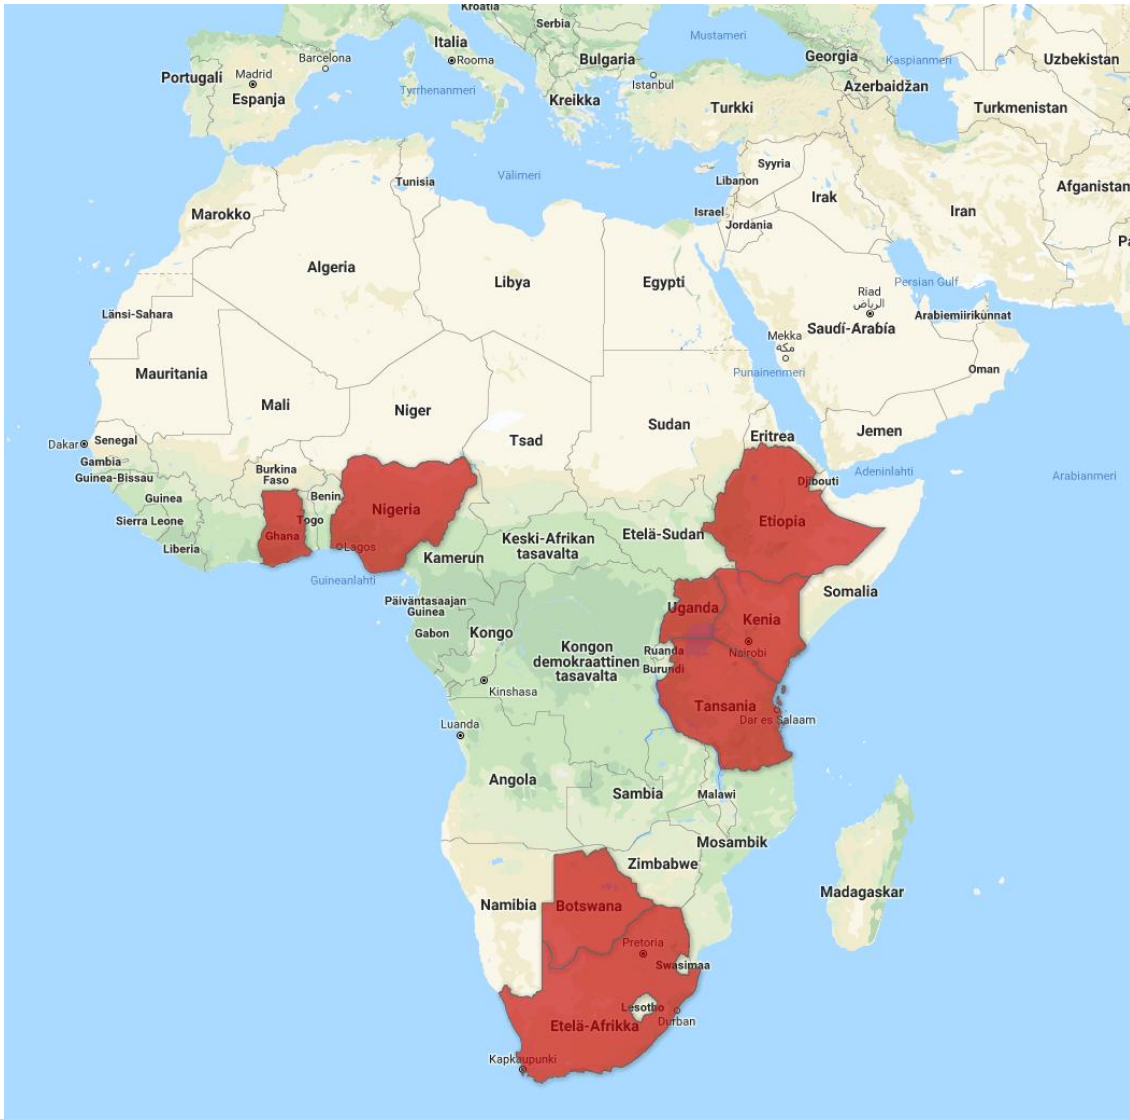 Kroatia
Serbia
Italia
Rooma
Mustameri
Georgia
Kaspianmeri
Uzbekistan
Barcelona
Bulgaria
Istanbul
Portugali
Madrid
Espanja
Tyrrhenanmeri
Kreikka
Turkki
Azerbaidžan
Turkmenistan
Syyria
Välimeri
Tunisia
Libanon
Afganistan
Irak
Marokko
Israel
Jordania
Iran
Pa
Algeria
Libya
Egypti
Persian Gulf
Riad
الرياض
Länsi-Sahara
Saudi-Arabia
Arabiemiirikunnat
Mekka
مكة
Mauritania
Punainenmeri
Oman
Mali
Niger
Sudan
Tsad
Eritrea
Jemen
Dakar
Senegal
Gambia
Guinea-Bissau
Burkina
Faso
Adeninlahti
Arabianmeri
Djibouti
Guinea
Benin
Nigeria
Sierra Leone
Togo
Etiopia
Ghana
Keski-Afrikan
tasavalta
Etelä-Sudan
Liberia
Lagos
Kamerun
Guineanlahti
Somalia
Päiväntasaajan
Guinea
Uganda
Kenia
Gabon
Kongo
Kongon
demokraattinen
tasavalta
Ruanda
Nairobi
Burundi
Kinshasa
Tansania
Dar es Salaam
Luanda
Angola
Sambia
Malawi
Mosambik
Zimbabwe
Madagaskar
Namibia
Botswana
Pretoria
Swasimaa
Lesotho
Durban
Etelä-Afrikka
Kapkaupunki